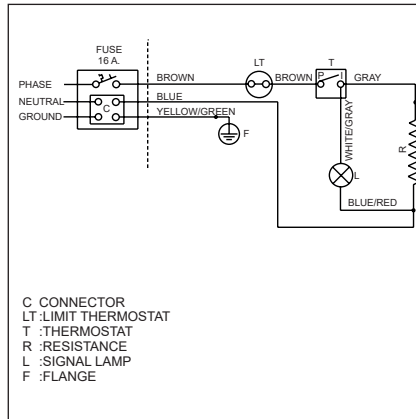 FUSE
16 A.
LT
T
PHASE
BROWN
BROWN
P
I
GRAY
NEUTRAL
BLUE
C
GROUND
YELLOW/GREEN
F
WHITE/GRAY
R
L
BLUE/RED
C CONNECTOR
LT :LIMIT THERMOSTAT
T :THERMOSTAT
R :RESISTANCE
L :SIGNAL LAMP
F :FLANGE